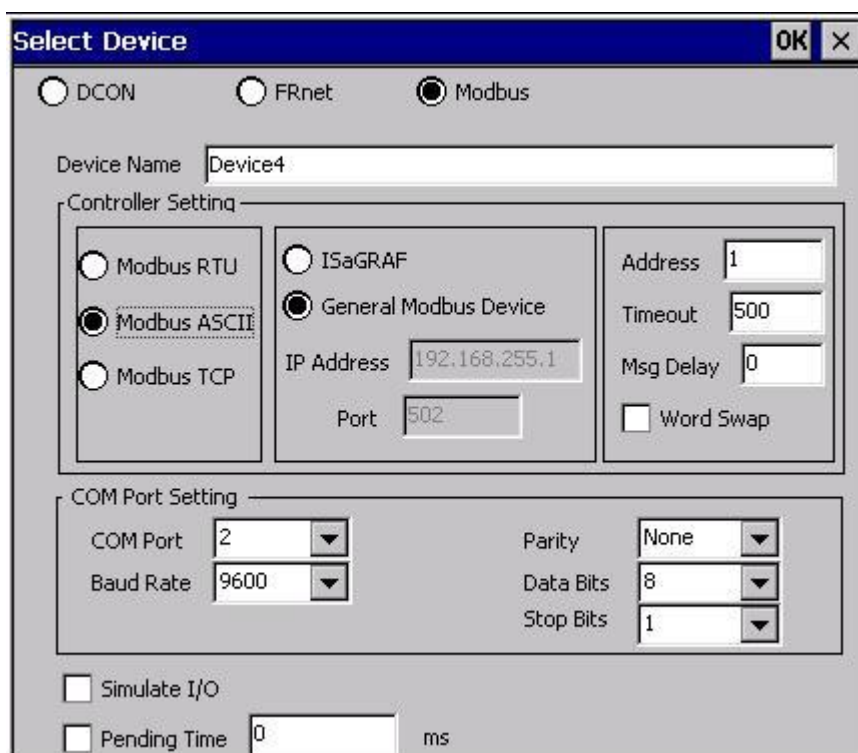 Select Device OK ×
DCON FRnet Modbus
Device Name Device4
Controller Setting
Modbus RTU
Modbus ASCII
Modbus TCP
ISaGRAF
General Modbus Device
IP Address 192.168.255.1
Port 502
Address 1
Timeout 500
Msg Delay 0
Word Swap
COM Port Setting
COM Port 2
Baud Rate 9600
Parity None
Data Bits 8
Stop Bits 1
Simulate I/O
Pending Time 0 ms